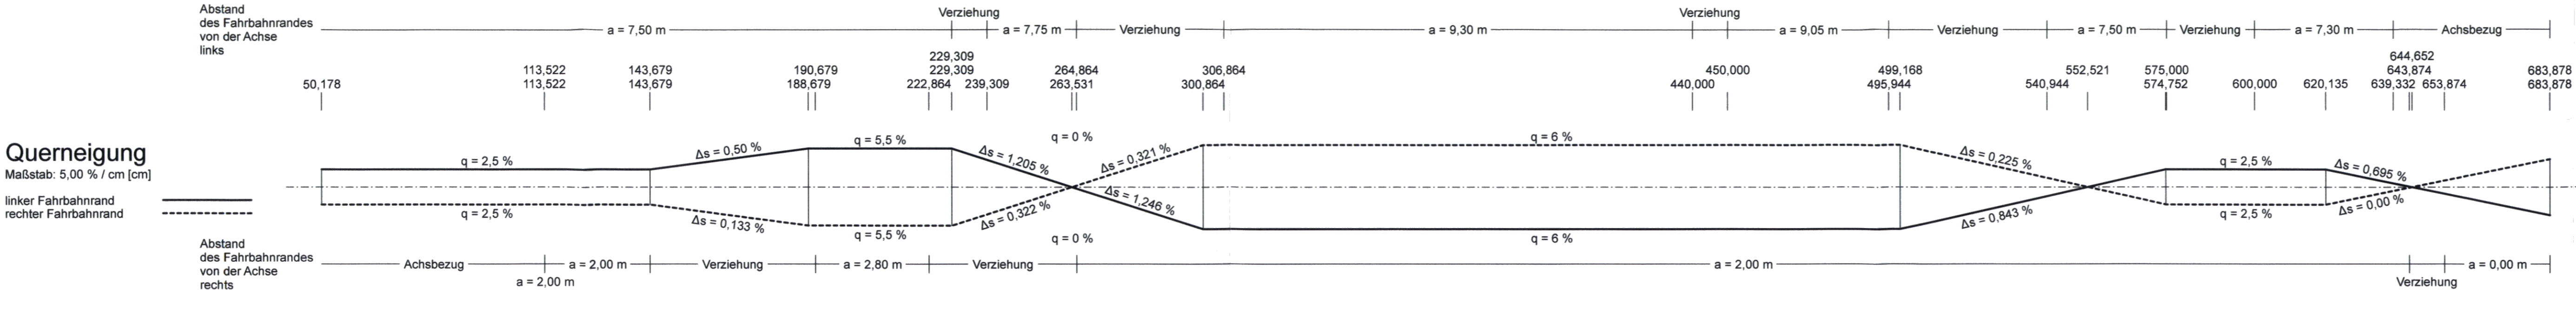 Abstand
des Fahrbahnrandes
von der Achse
links
a = 7,50 m
Verziehung
a = 7,75 m
Verziehung
a = 9,30 m
Verziehung
a = 9,05 m
Verziehung
a = 7,50 m
Verziehung
a = 7,30 m
Achsbezug
229,309 644,652
113,522 143,679 190,679 229,309 264,864 306,864 450,000 499,168 552,521 575,000 643,874 683,878
50,178 113,522 143,679 188,679 222,864 239,309 263,531 300,864 440,000 495,944 540,944 574,752 600,000 620,135 639,332 653,874 683,878
Querneigung
Maßstab: 5,00 % / cm [cm]
linker Fahrbahnrand
rechter Fahrbahnrand
q = 2,5 %
Δs = 0,50 %
q = 5,5 %
Δs = 1,205 %
q = 0 %
Δs = 0,321 %
q = 6 %
Δs = 0,225 %
q = 2,5 %
Δs = 0,695 %
q = 2,5 %
Δs = 0,133 %
q = 5,5 %
Δs = 0,322 %
q = 0 %
Δs = 1,246 %
q = 6 %
Δs = 0,843 %
q = 2,5 %
Δs = 0,00 %
Abstand
des Fahrbahnrandes
von der Achse
rechts
Achsbezug
a = 2,00 m
a = 2,00 m
Verziehung
a = 2,80 m
Verziehung
a = 2,00 m
Verziehung
a = 0,00 m